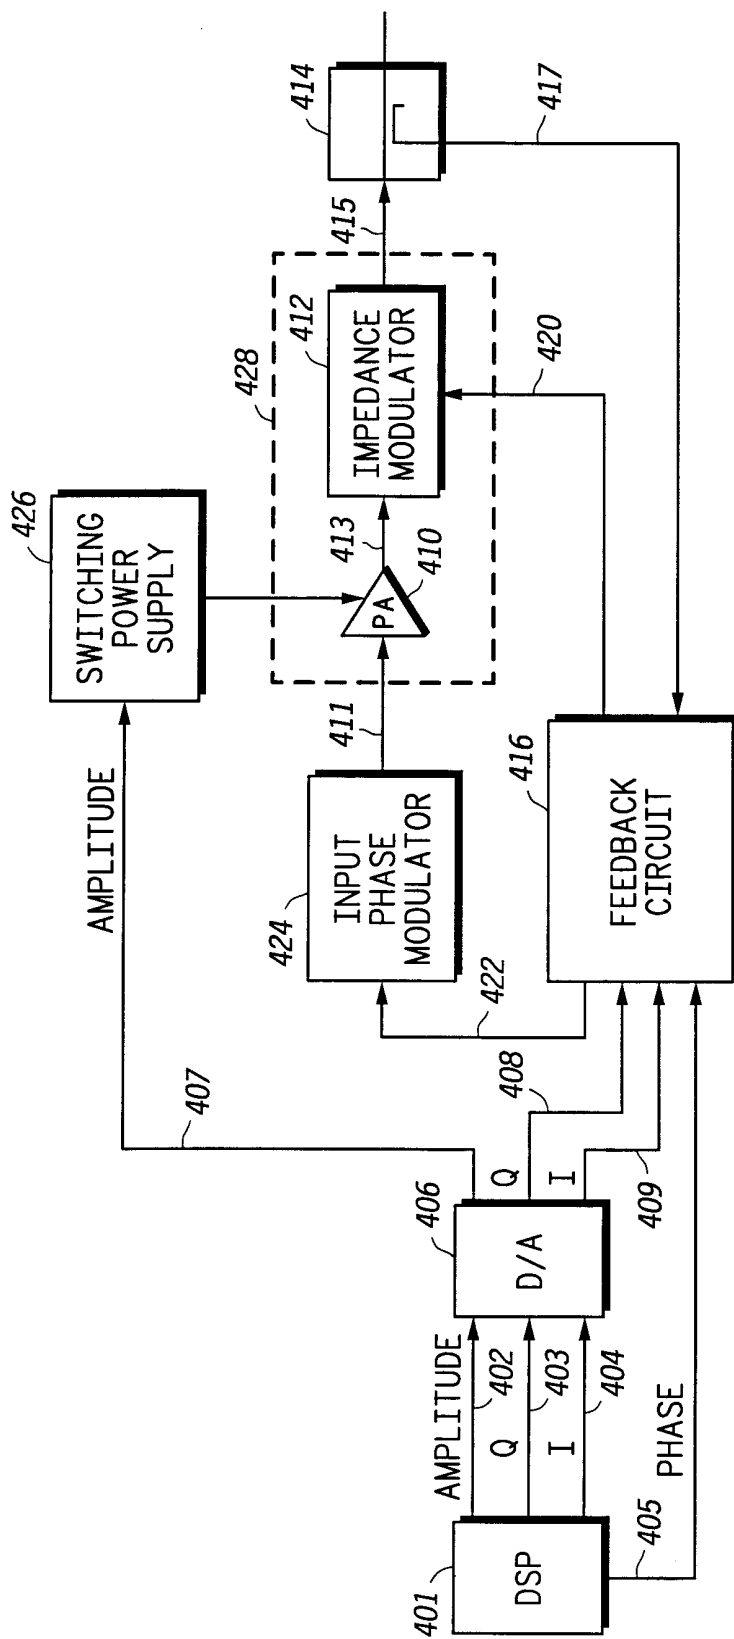 426
SWITCHING
POWER
SUPPLY
AMPLITUDE
407
428
414
417
415
412
IMPEDANCE
MODULATOR
413
PA
410
420
411
424
INPUT
PHASE
MODULATOR
422
416
FEEDBACK
CIRCUIT
408
409
406
D/A
Q
I
AMPLITUDE
402
Q
403
I
404
PHASE
405
401
DSP